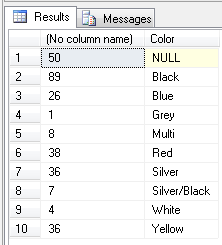 Results Messages
(No column name) Color
1 50 NULL
2 89 Black
3 26 Blue
4 1 Grey
5 8 Multi
6 38 Red
7 36 Silver
8 7 Silver/Black
9 4 White
10 36 Yellow